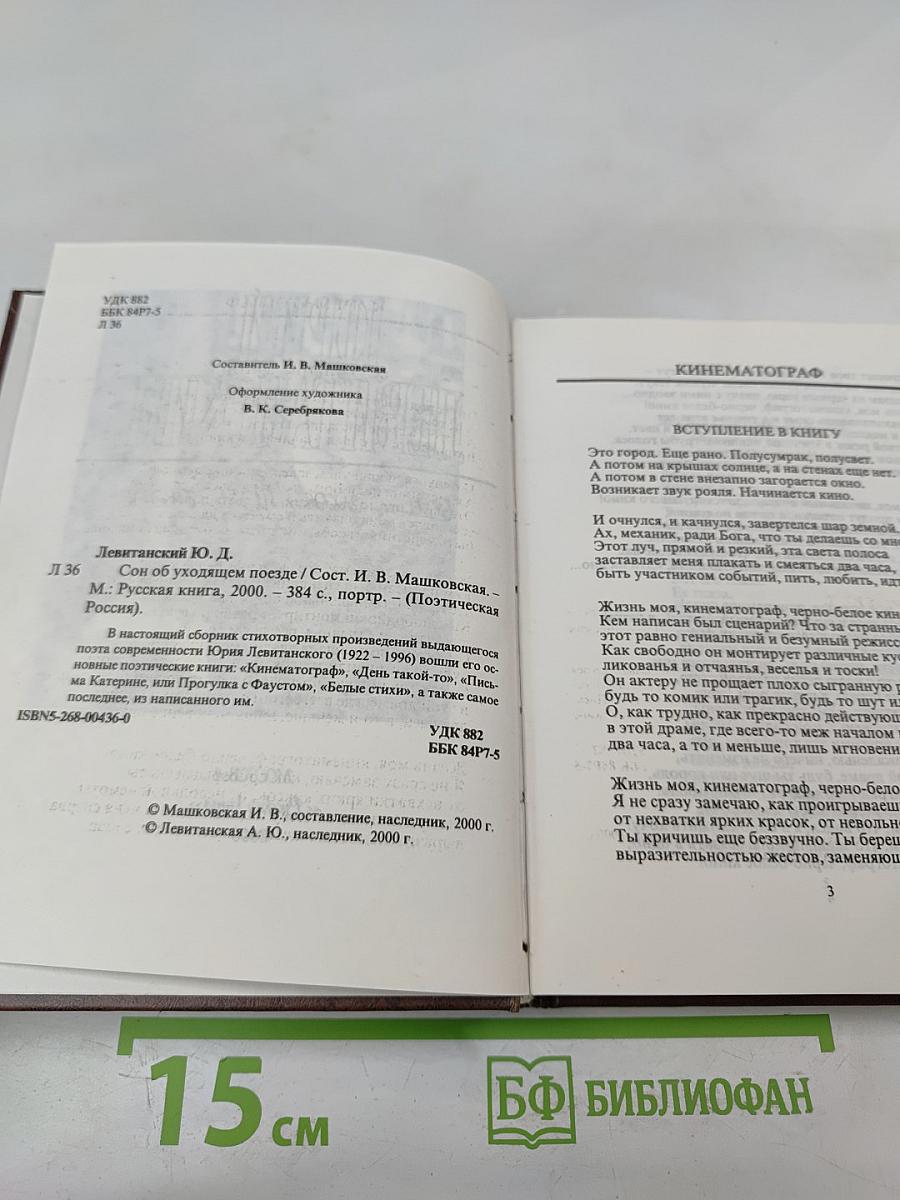 УДК 882
ББК 84Р7-5
Л 36
Составитель И. В. Машковская
Оформление художника
В. К. Серебрякова
Левитанский Ю. Д.
Л 36 Сон об уходящем поезде / Сост. И. В. Машковская. –
М.: Русская книга, 2000. – 384 с., портр. – (Поэтическая
Россия).
В настоящий сборник стихотворных произведений выдающегося
поэта современности Юрия Левитанского (1922 – 1996) вошли его ос-
новные поэтические книги: «Кинематограф», «День такой-то», «Пись-
ма Катерине, или Прогулка с Фаустом», «Белые стихи», а также самое
последнее, из написанного им.
ISBN5-268-00436-0
УДК 882
ББК 84Р7-5
© Машковская И. В., составление, наследник, 2000 г.
© Левитанская А. Ю., наследник, 2000 г.
КИНЕМАТОГРАФ
ВСТУПЛЕНИЕ В КНИГУ
Это город. Еще рано. Полусумрак, полусвет.
А потом на крышах солнце, а на стенах еще нет.
А потом в стене внезапно загорается окно.
Возникает звук рояля. Начинается кино.
И очнулся, и качнулся, завертелся шар земной.
Ах, механик, ради Бога, что ты делаешь со мн
Этот луч, прямой и резкий, эта света полоса
заставляет меня плакать и смеяться два часа,
быть участником событий, пить, любить, идт
Жизнь моя, кинематограф, черно-белое кин
Кем написан был сценарий? Что за странны
этот равно гениальный и безумный режисс
Как свободно он монтирует различные кус
ликованья и отчаянья, веселья и тоски!
Он актеру не прощает плохо сыгранную р
будь то комик или трагик, будь то шут ил
О, как трудно, как прекрасно действующ
в этой драме, где всего-то меж началом
два часа, а то и меньше, лишь мгновени
Жизнь моя, кинематограф, черно-белое
Я не сразу замечаю, как проигрываеш
от нехватки ярких красок, от невольн
Ты кричишь еще беззвучно. Ты береш
выразительностью жестов, заменяющ
3
15 см
БФ БИБЛИОФАН